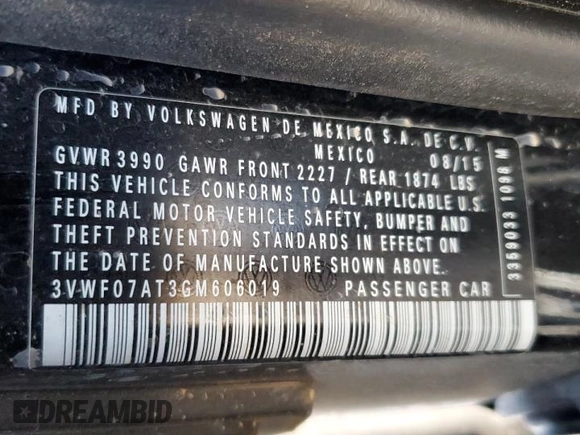 MFD BY VOLKSWAGEN DE MEXICO S.A. DE C.V.
MEXICO 08/15
GVWR 3990 GAWR FRONT 2227 / REAR 1874 LBS
THIS VEHICLE CONFORMS TO ALL APPLICABLE U.S.
FEDERAL MOTOR VEHICLE SAFETY, BUMPER AND
THEFT PREVENTION STANDARDS IN EFFECT ON
THE DATE OF MANUFACTURE SHOWN ABOVE.
3VWF07AT3GM606019 PASSENGER CAR
3359033 1098 M
DREAMBID